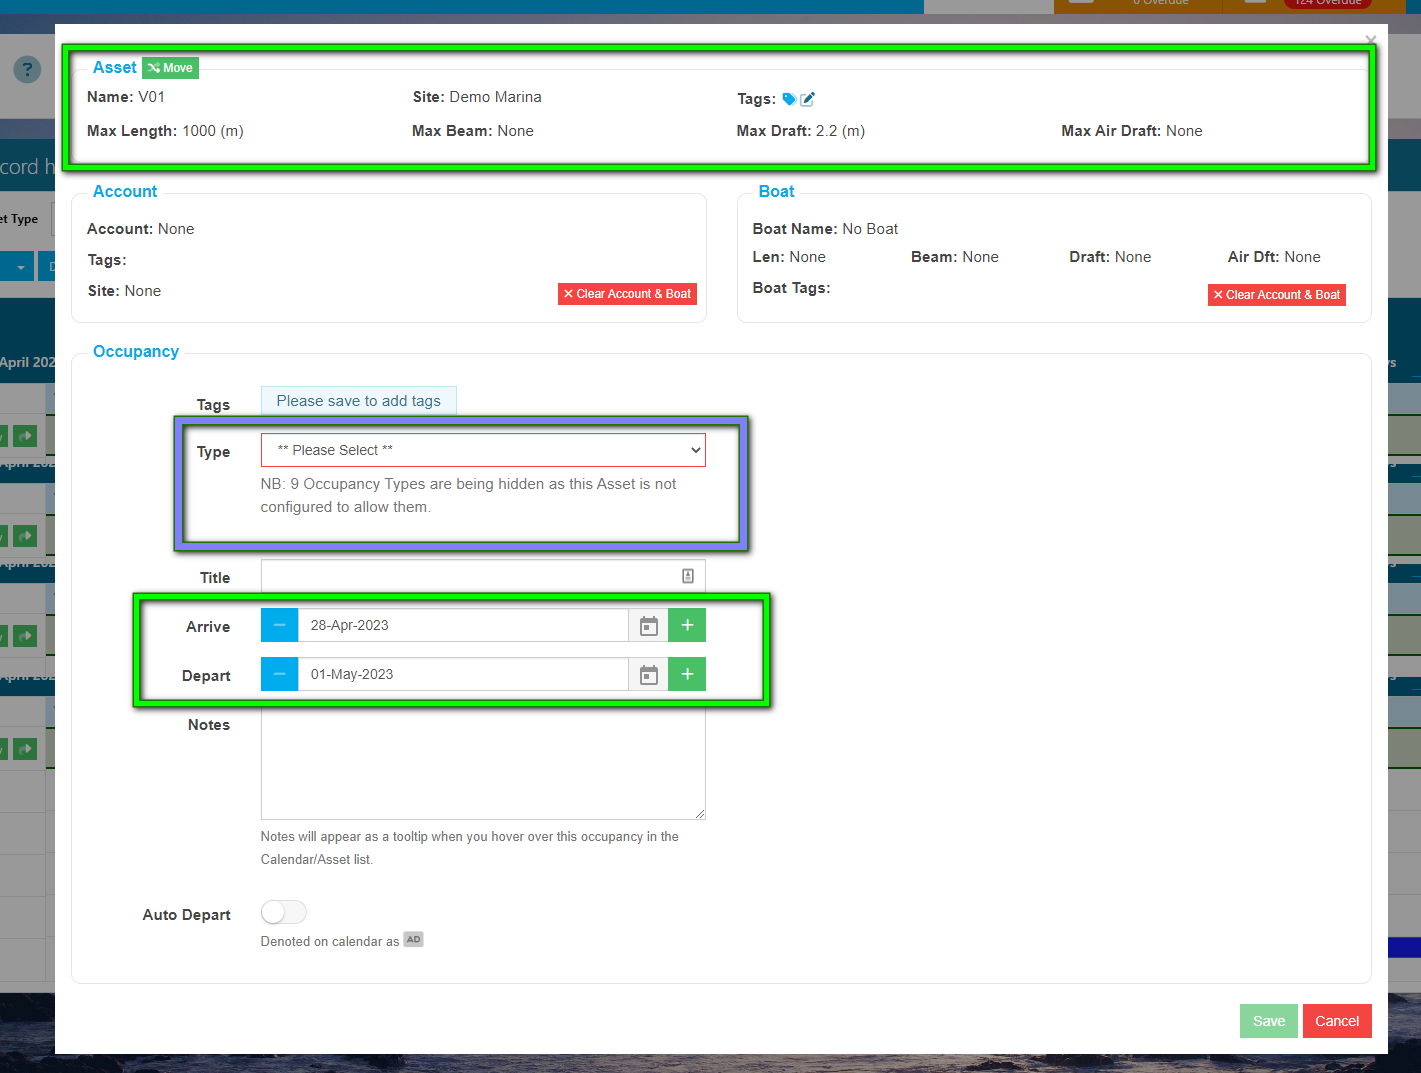 0 Overdue
124 Overdue
×
?
Asset Move
Name: V01
Site: Demo Marina
Tags:
Max Length: 1000 (m)
Max Beam: None
Max Draft: 2.2 (m)
Max Air Draft: None
cord h
et Type
D
April 202
Account
Account: None
Tags:
Site: None
Clear Account & Boat
Boat
Boat Name: No Boat
Len: None
Beam: None
Draft: None
Air Dft: None
Boat Tags:
Clear Account & Boat
Occupancy
Tags
Please save to add tags
Type
** Please Select **
NB: 9 Occupancy Types are being hidden as this Asset is not
configured to allow them.
Title
Arrive
− 28-Apr-2023 +
Depart
− 01-May-2023 +
Notes
Notes will appear as a tooltip when you hover over this occupancy in the
Calendar/Asset list.
Auto Depart
Denoted on calendar as AD
Save
Cancel